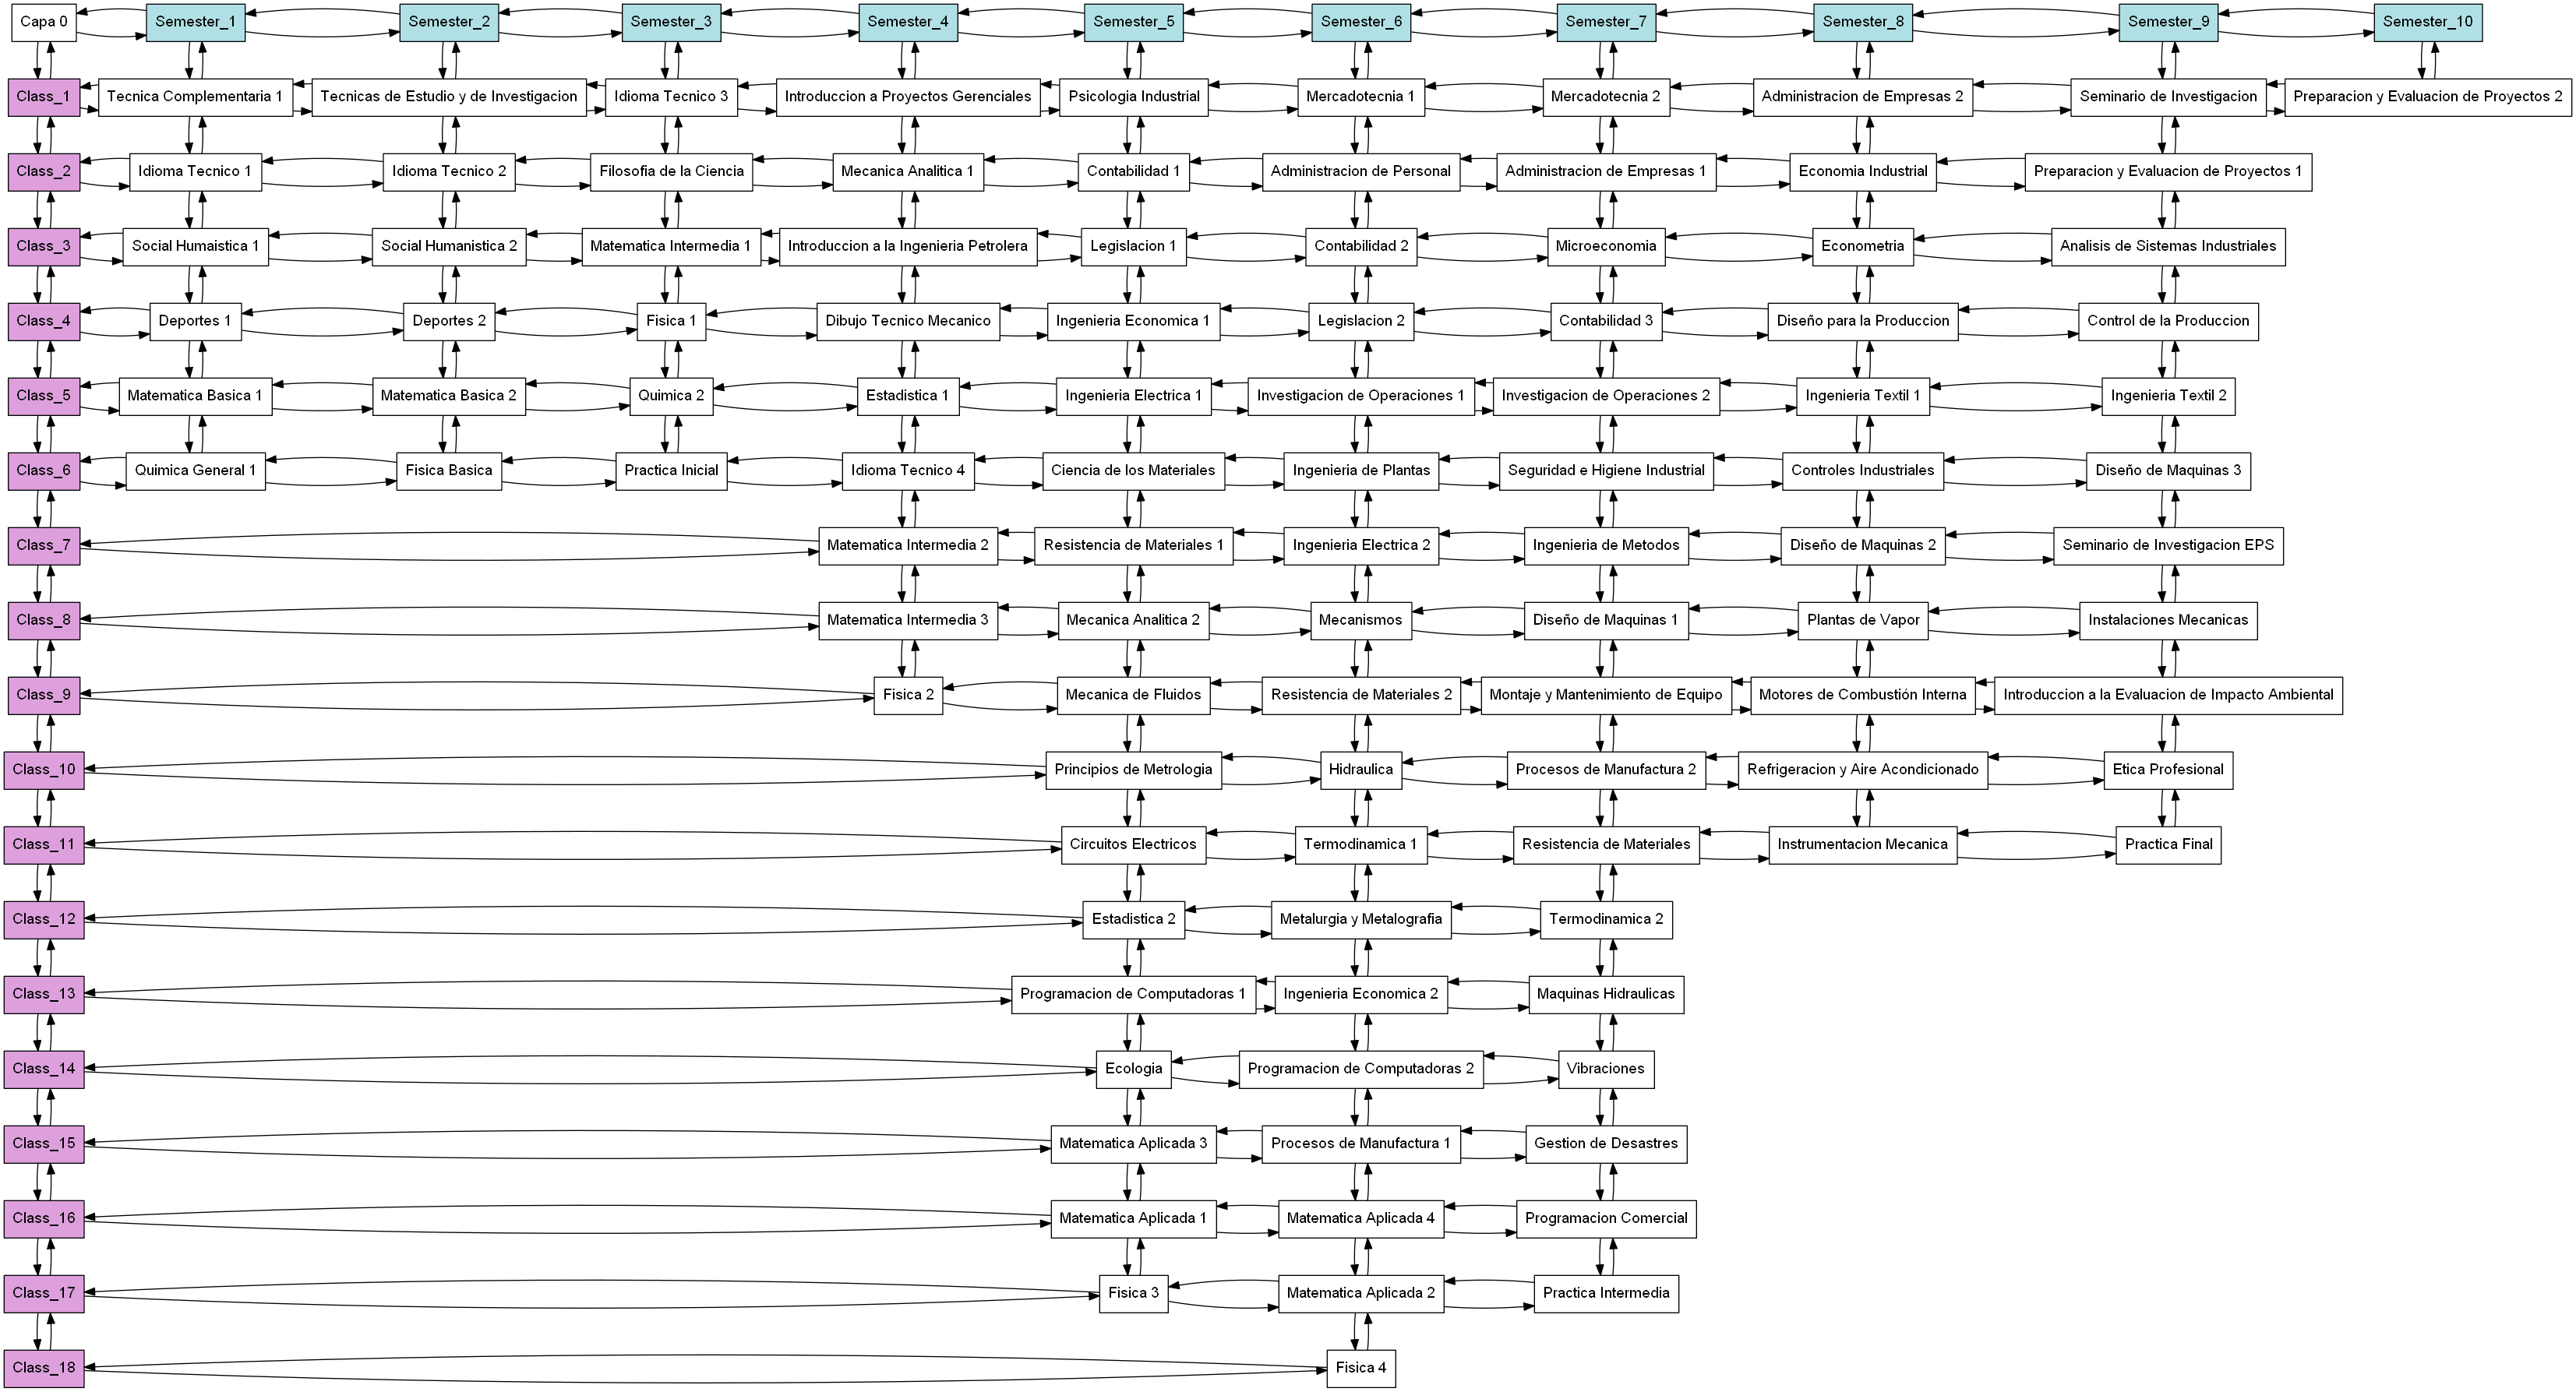 Capa 0 Semester_1 Semester_2 Semester_3 Semester_4 Semester_5 Semester_6 Semester_7 Semester_8 Semester_9 Semester_10
Class_1 Tecnica Complementaria 1 Tecnicas de Estudio y de Investigacion Idioma Tecnico 3 Introduccion a Proyectos Gerenciales Psicologia Industrial Mercadotecnia 1 Mercadotecnia 2 Administracion de Empresas 2 Seminario de Investigacion Preparacion y Evaluacion de Proyectos 2
Class_2 Idioma Tecnico 1 Idioma Tecnico 2 Filosofia de la Ciencia Mecanica Analitica 1 Contabilidad 1 Administracion de Personal Administracion de Empresas 1 Economia Industrial Preparacion y Evaluacion de Proyectos 1
Class_3 Social Humaistica 1 Social Humanistica 2 Matematica Intermedia 1 Introduccion a la Ingenieria Petrolera Legislacion 1 Contabilidad 2 Microeconomia Econometria Analisis de Sistemas Industriales
Class_4 Deportes 1 Deportes 2 Fisica 1 Dibujo Tecnico Mecanico Ingenieria Economica 1 Legislacion 2 Contabilidad 3 Diseño para la Produccion Control de la Produccion
Class_5 Matematica Basica 1 Matematica Basica 2 Quimica 2 Estadistica 1 Ingenieria Electrica 1 Investigacion de Operaciones 1 Investigacion de Operaciones 2 Ingenieria Textil 1 Ingenieria Textil 2
Class_6 Quimica General 1 Fisica Basica Practica Inicial Idioma Tecnico 4 Ciencia de los Materiales Ingenieria de Plantas Seguridad e Higiene Industrial Controles Industriales Diseño de Maquinas 3
Class_7 Matematica Intermedia 2 Resistencia de Materiales 1 Ingenieria Electrica 2 Ingenieria de Metodos Diseño de Maquinas 2 Seminario de Investigacion EPS
Class_8 Matematica Intermedia 3 Mecanica Analitica 2 Mecanismos Diseño de Maquinas 1 Plantas de Vapor Instalaciones Mecanicas
Class_9 Fisica 2 Mecanica de Fluidos Resistencia de Materiales 2 Montaje y Mantenimiento de Equipo Motores de Combustión Interna Introduccion a la Evaluacion de Impacto Ambiental
Class_10 Principios de Metrologia Hidraulica Procesos de Manufactura 2 Refrigeracion y Aire Acondicionado Etica Profesional
Class_11 Circuitos Electricos Termodinamica 1 Resistencia de Materiales Instrumentacion Mecanica Practica Final
Class_12 Estadistica 2 Metalurgia y Metalografia Termodinamica 2
Class_13 Programacion de Computadoras 1 Ingenieria Economica 2 Maquinas Hidraulicas
Class_14 Ecologia Programacion de Computadoras 2 Vibraciones
Class_15 Matematica Aplicada 3 Procesos de Manufactura 1 Gestion de Desastres
Class_16 Matematica Aplicada 1 Matematica Aplicada 4 Programacion Comercial
Class_17 Fisica 3 Matematica Aplicada 2 Practica Intermedia
Class_18 Fisica 4